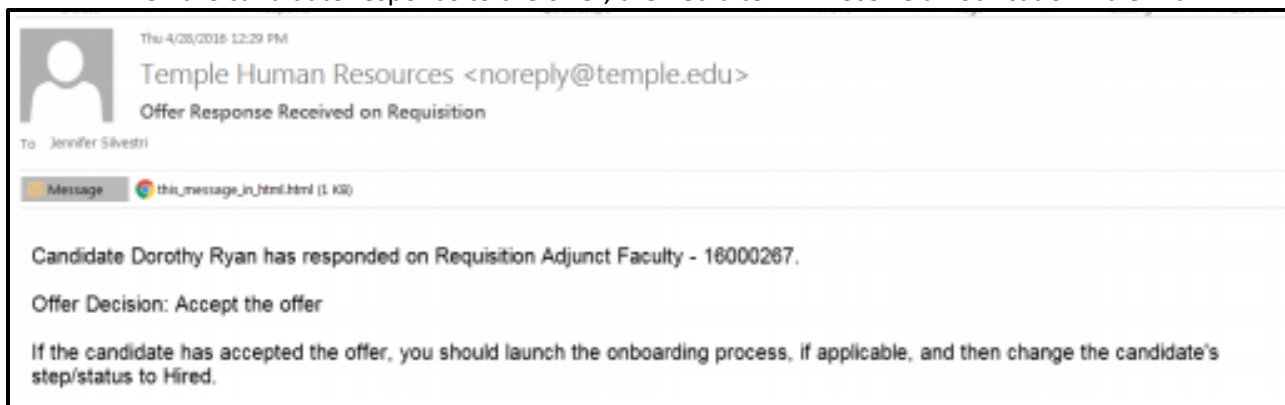 Thu 4/28/2016 12:29 PM
Temple Human Resources <noreply@temple.edu>
Offer Response Received on Requisition
To Jennifer Silvestri
Message this_message_in_html.html (1 KB)
Candidate Dorothy Ryan has responded on Requisition Adjunct Faculty - 16000267.
Offer Decision: Accept the offer
If the candidate has accepted the offer, you should launch the onboarding process, if applicable, and then change the candidate's
step/status to Hired.